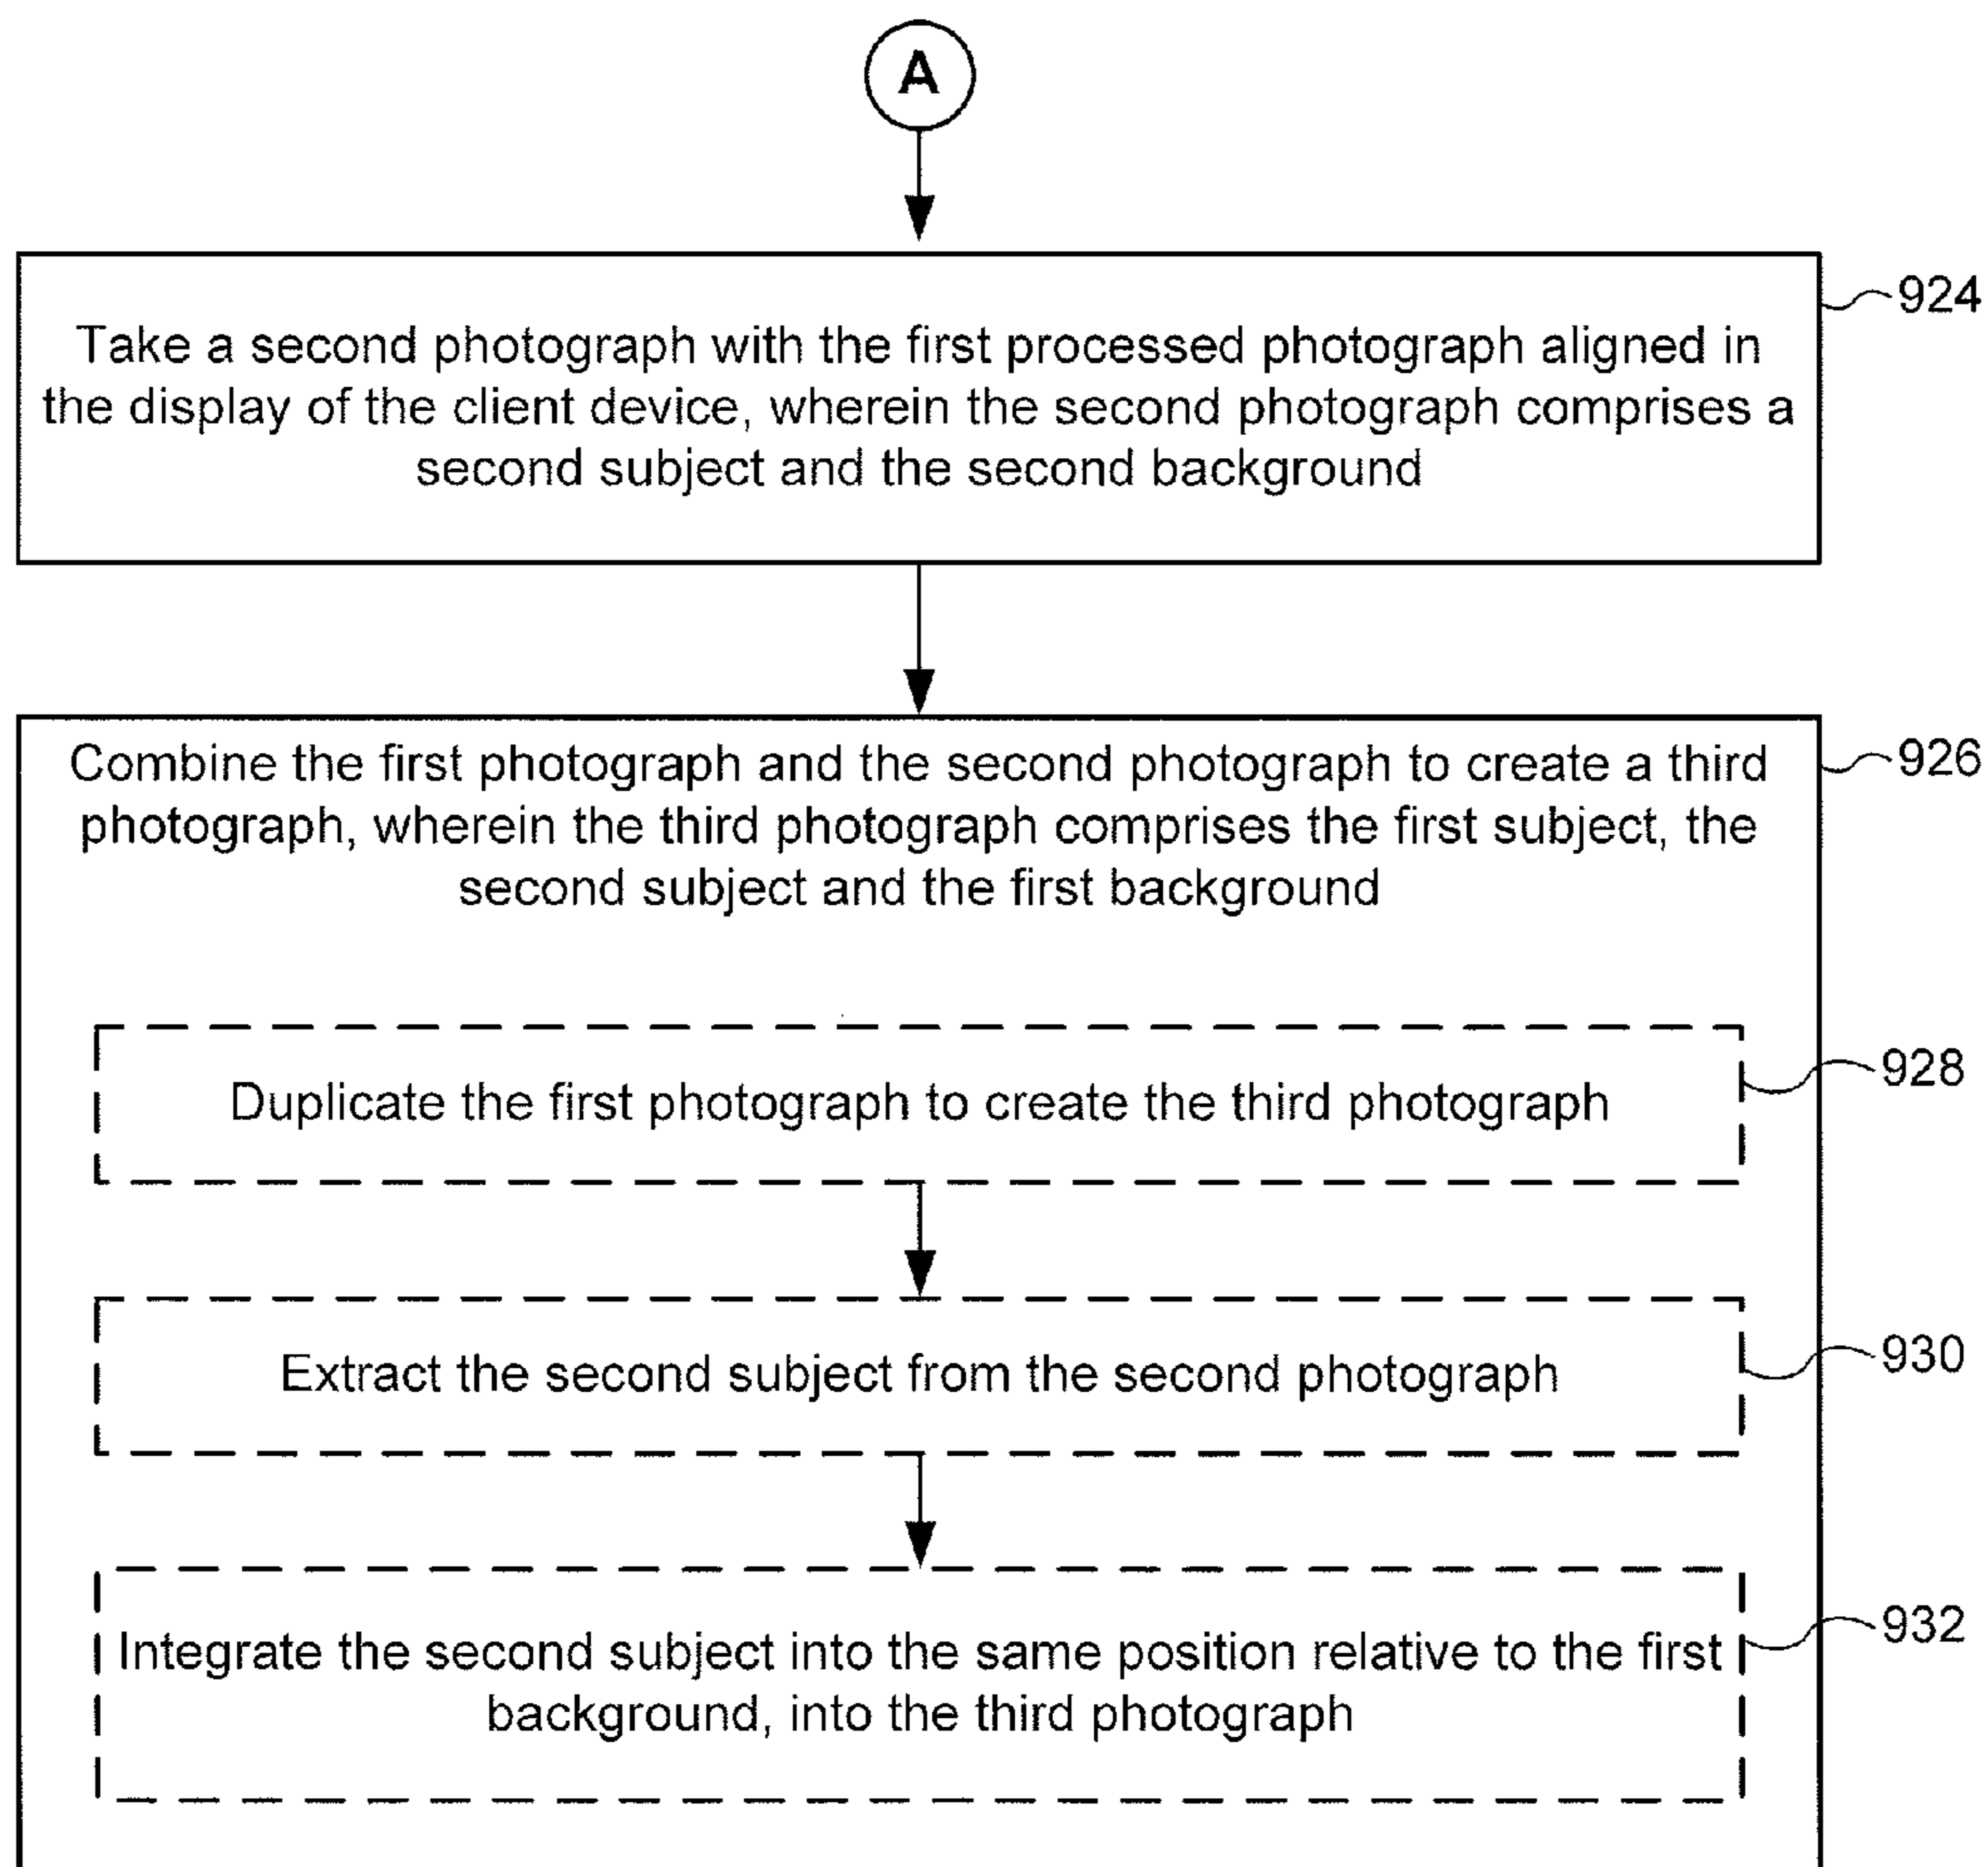 A
924
Take a second photograph with the first processed photograph aligned in
the display of the client device, wherein the second photograph comprises a
second subject and the second background
926
Combine the first photograph and the second photograph to create a third
photograph, wherein the third photograph comprises the first subject, the
second subject and the first background
928
Duplicate the first photograph to create the third photograph
930
Extract the second subject from the second photograph
932
Integrate the second subject into the same position relative to the first
background, into the third photograph